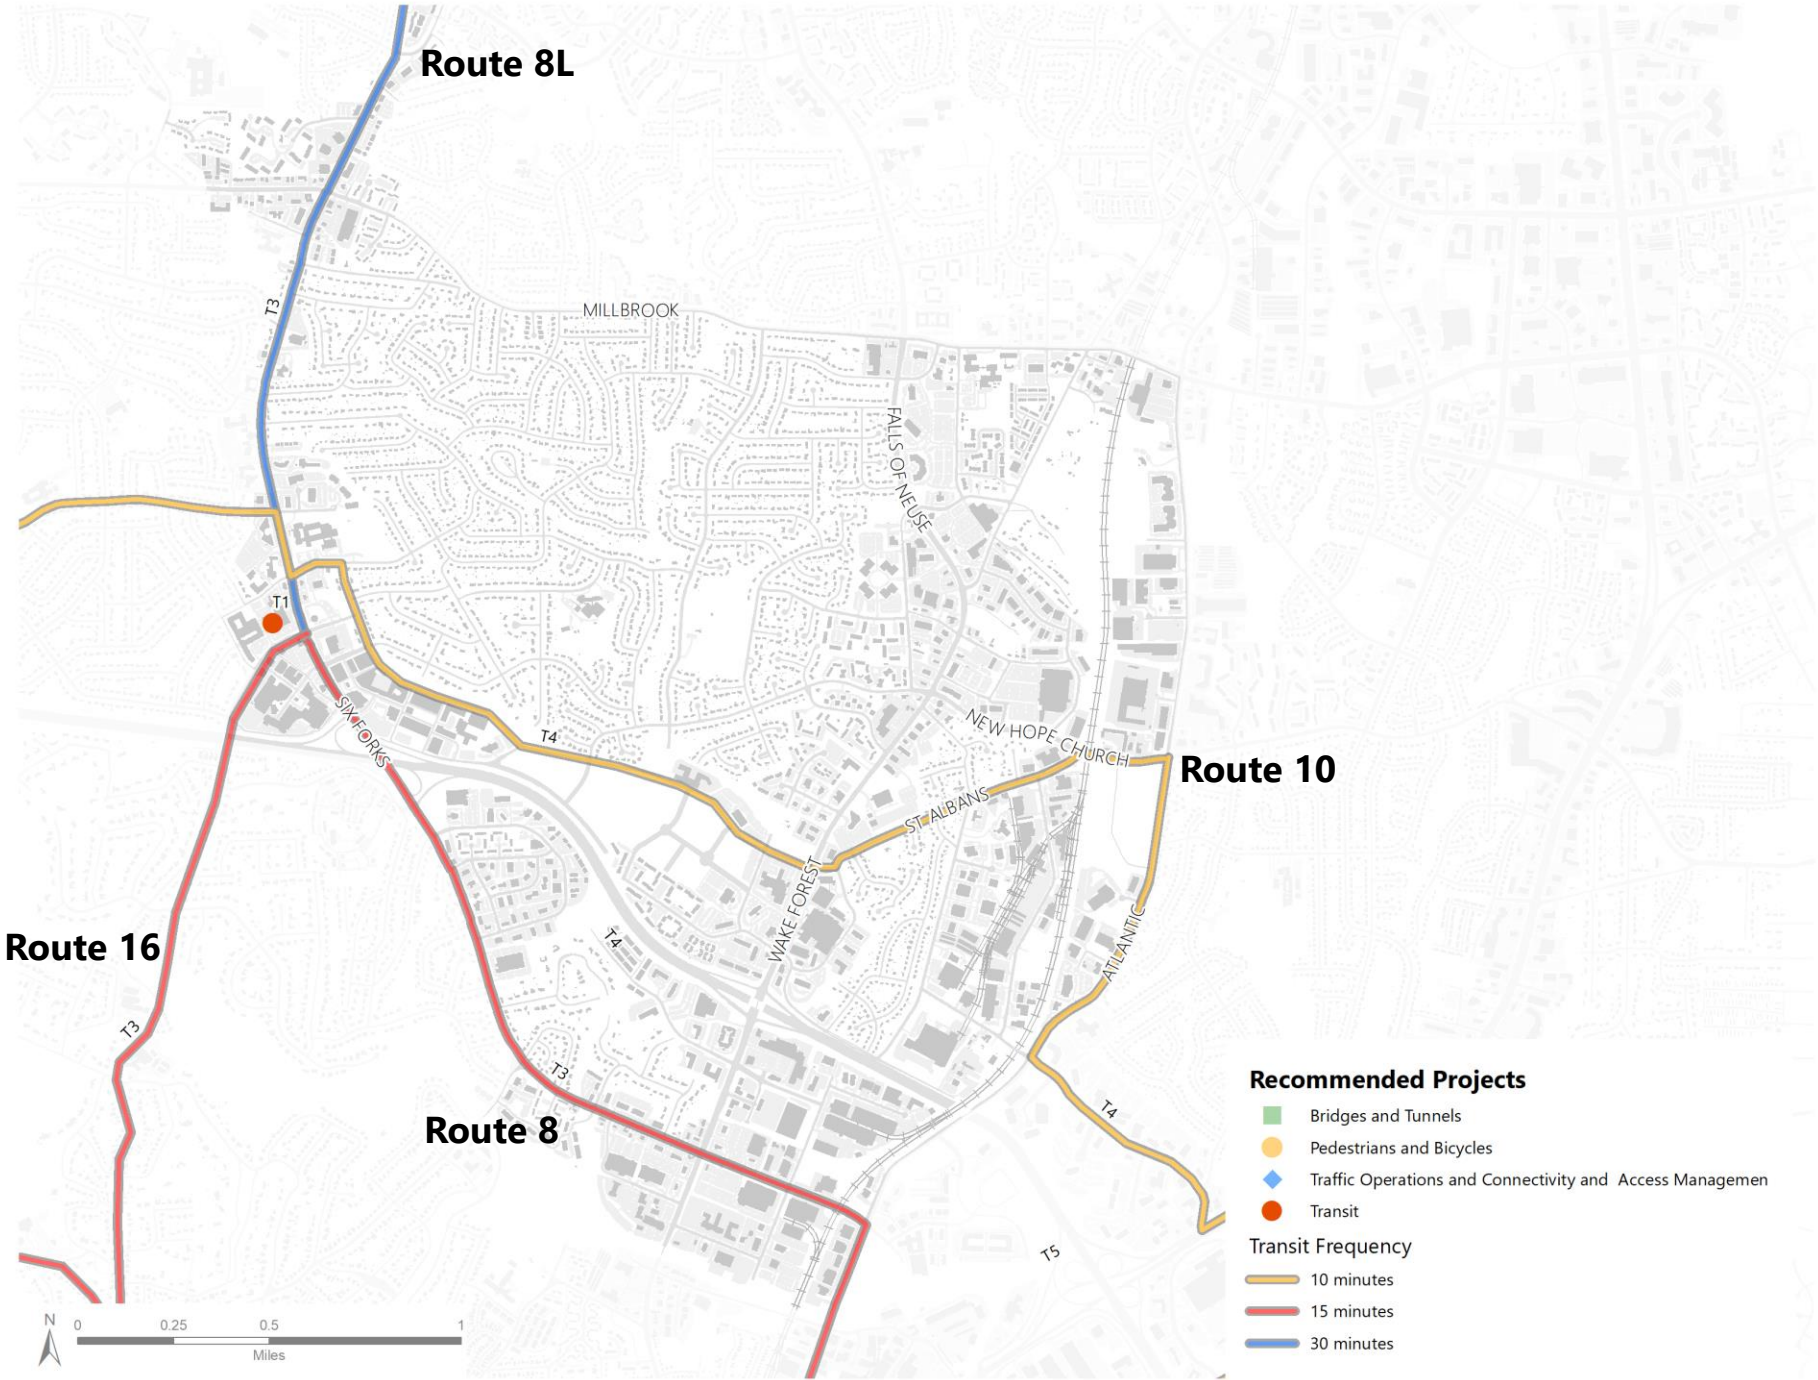 Route 8L
T3
MILLBROOK
FALLS OF NEUSE
T1
SIX FORKS
T4
NEW HOPE CHURCH
Route 10
ST ALBANS
WAKE FOREST
Route 16
T4
ATLANTIC
T3
T3
Route 8
T4
T5
Recommended Projects
Bridges and Tunnels
Pedestrians and Bicycles
Traffic Operations and Connectivity and Access Managemen
Transit
Transit Frequency
10 minutes
15 minutes
30 minutes
N
0 0.25 0.5 1
Miles